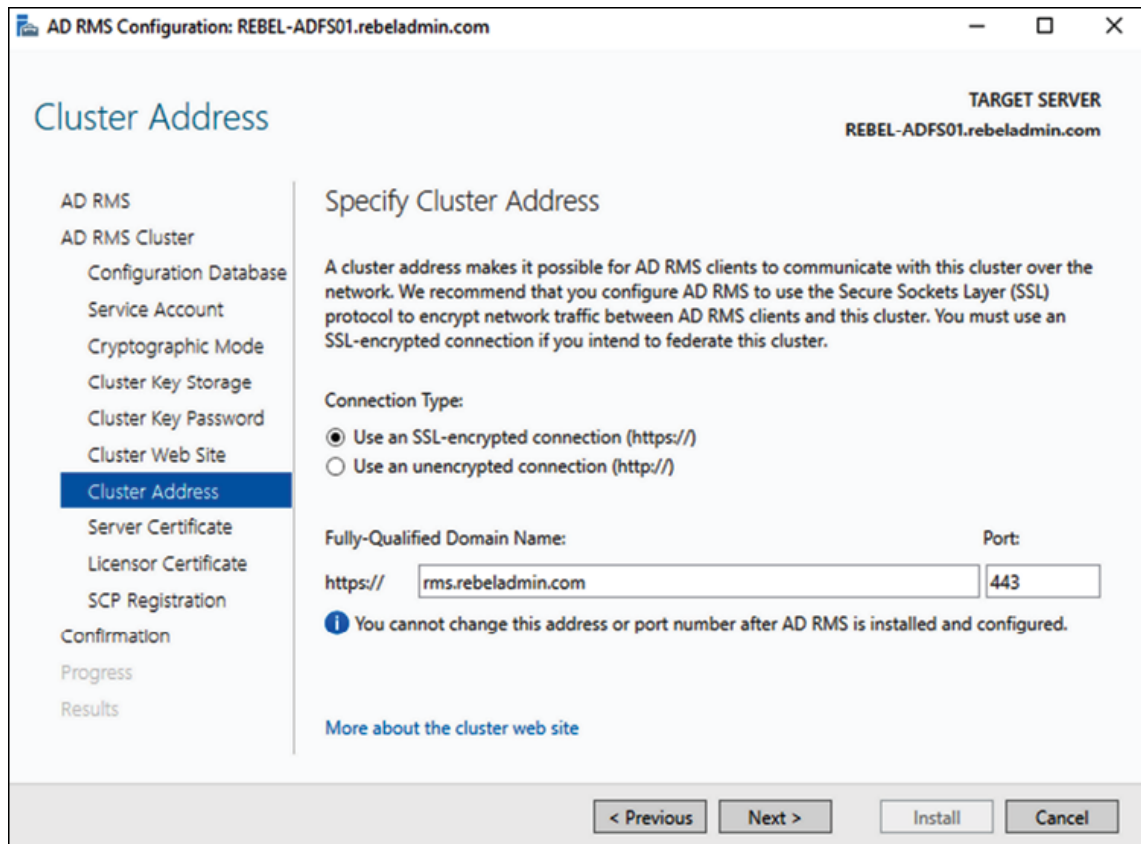 AD RMS Configuration: REBEL-ADFS01.rebeladmin.com
Cluster Address
TARGET SERVER
REBEL-ADFS01.rebeladmin.com
AD RMS
AD RMS Cluster
Configuration Database
Service Account
Cryptographic Mode
Cluster Key Storage
Cluster Key Password
Cluster Web Site
Cluster Address
Server Certificate
Licensor Certificate
SCP Registration
Confirmation
Progress
Results
Specify Cluster Address
A cluster address makes it possible for AD RMS clients to communicate with this cluster over the
network. We recommend that you configure AD RMS to use the Secure Sockets Layer (SSL)
protocol to encrypt network traffic between AD RMS clients and this cluster. You must use an
SSL-encrypted connection if you intend to federate this cluster.
Connection Type:
Use an SSL-encrypted connection (https://)
Use an unencrypted connection (http://)
Fully-Qualified Domain Name: Port:
https:// rms.rebeladmin.com 443
You cannot change this address or port number after AD RMS is installed and configured.
More about the cluster web site
< Previous Next > Install Cancel